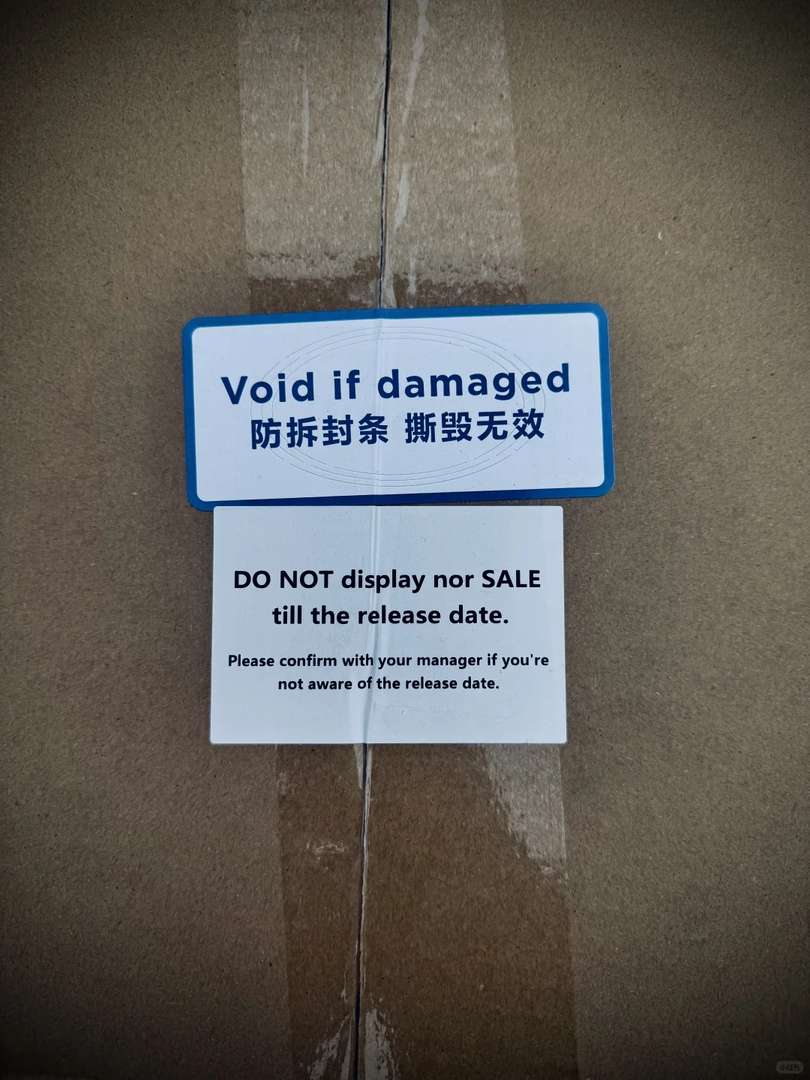 Void if damaged
防拆封条 撕毁无效
DO NOT display nor SALE
till the release date.
Please confirm with your manager if you're
not aware of the release date.